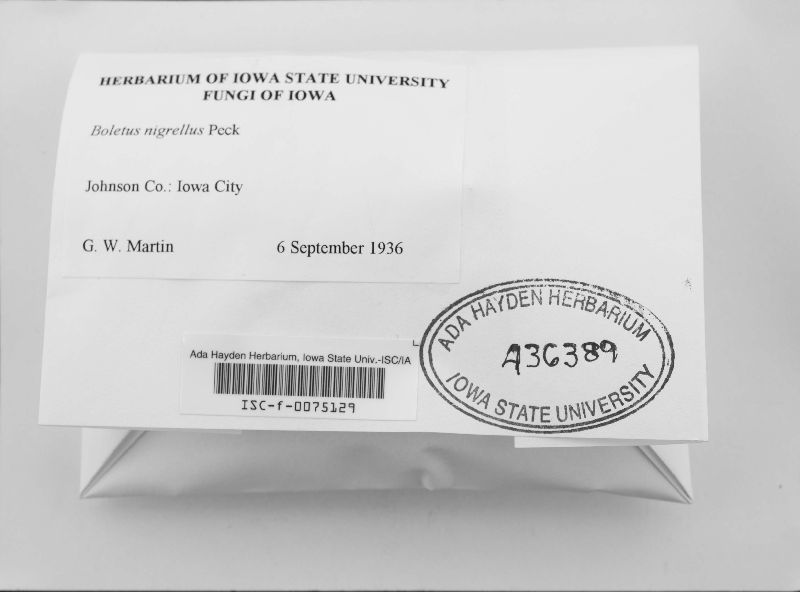 HERBARIUM OF IOWA STATE UNIVERSITY
FUNGI OF IOWA
Boletus nigrellus Peck
Johnson Co.: Iowa City
G. W. Martin 6 September 1936
Ada Hayden Herbarium, Iowa State Univ.-ISC/IA
ISC-f-0075129
ADA HAYDEN HERBARIUM
A36389
IOWA STATE UNIVERSITY